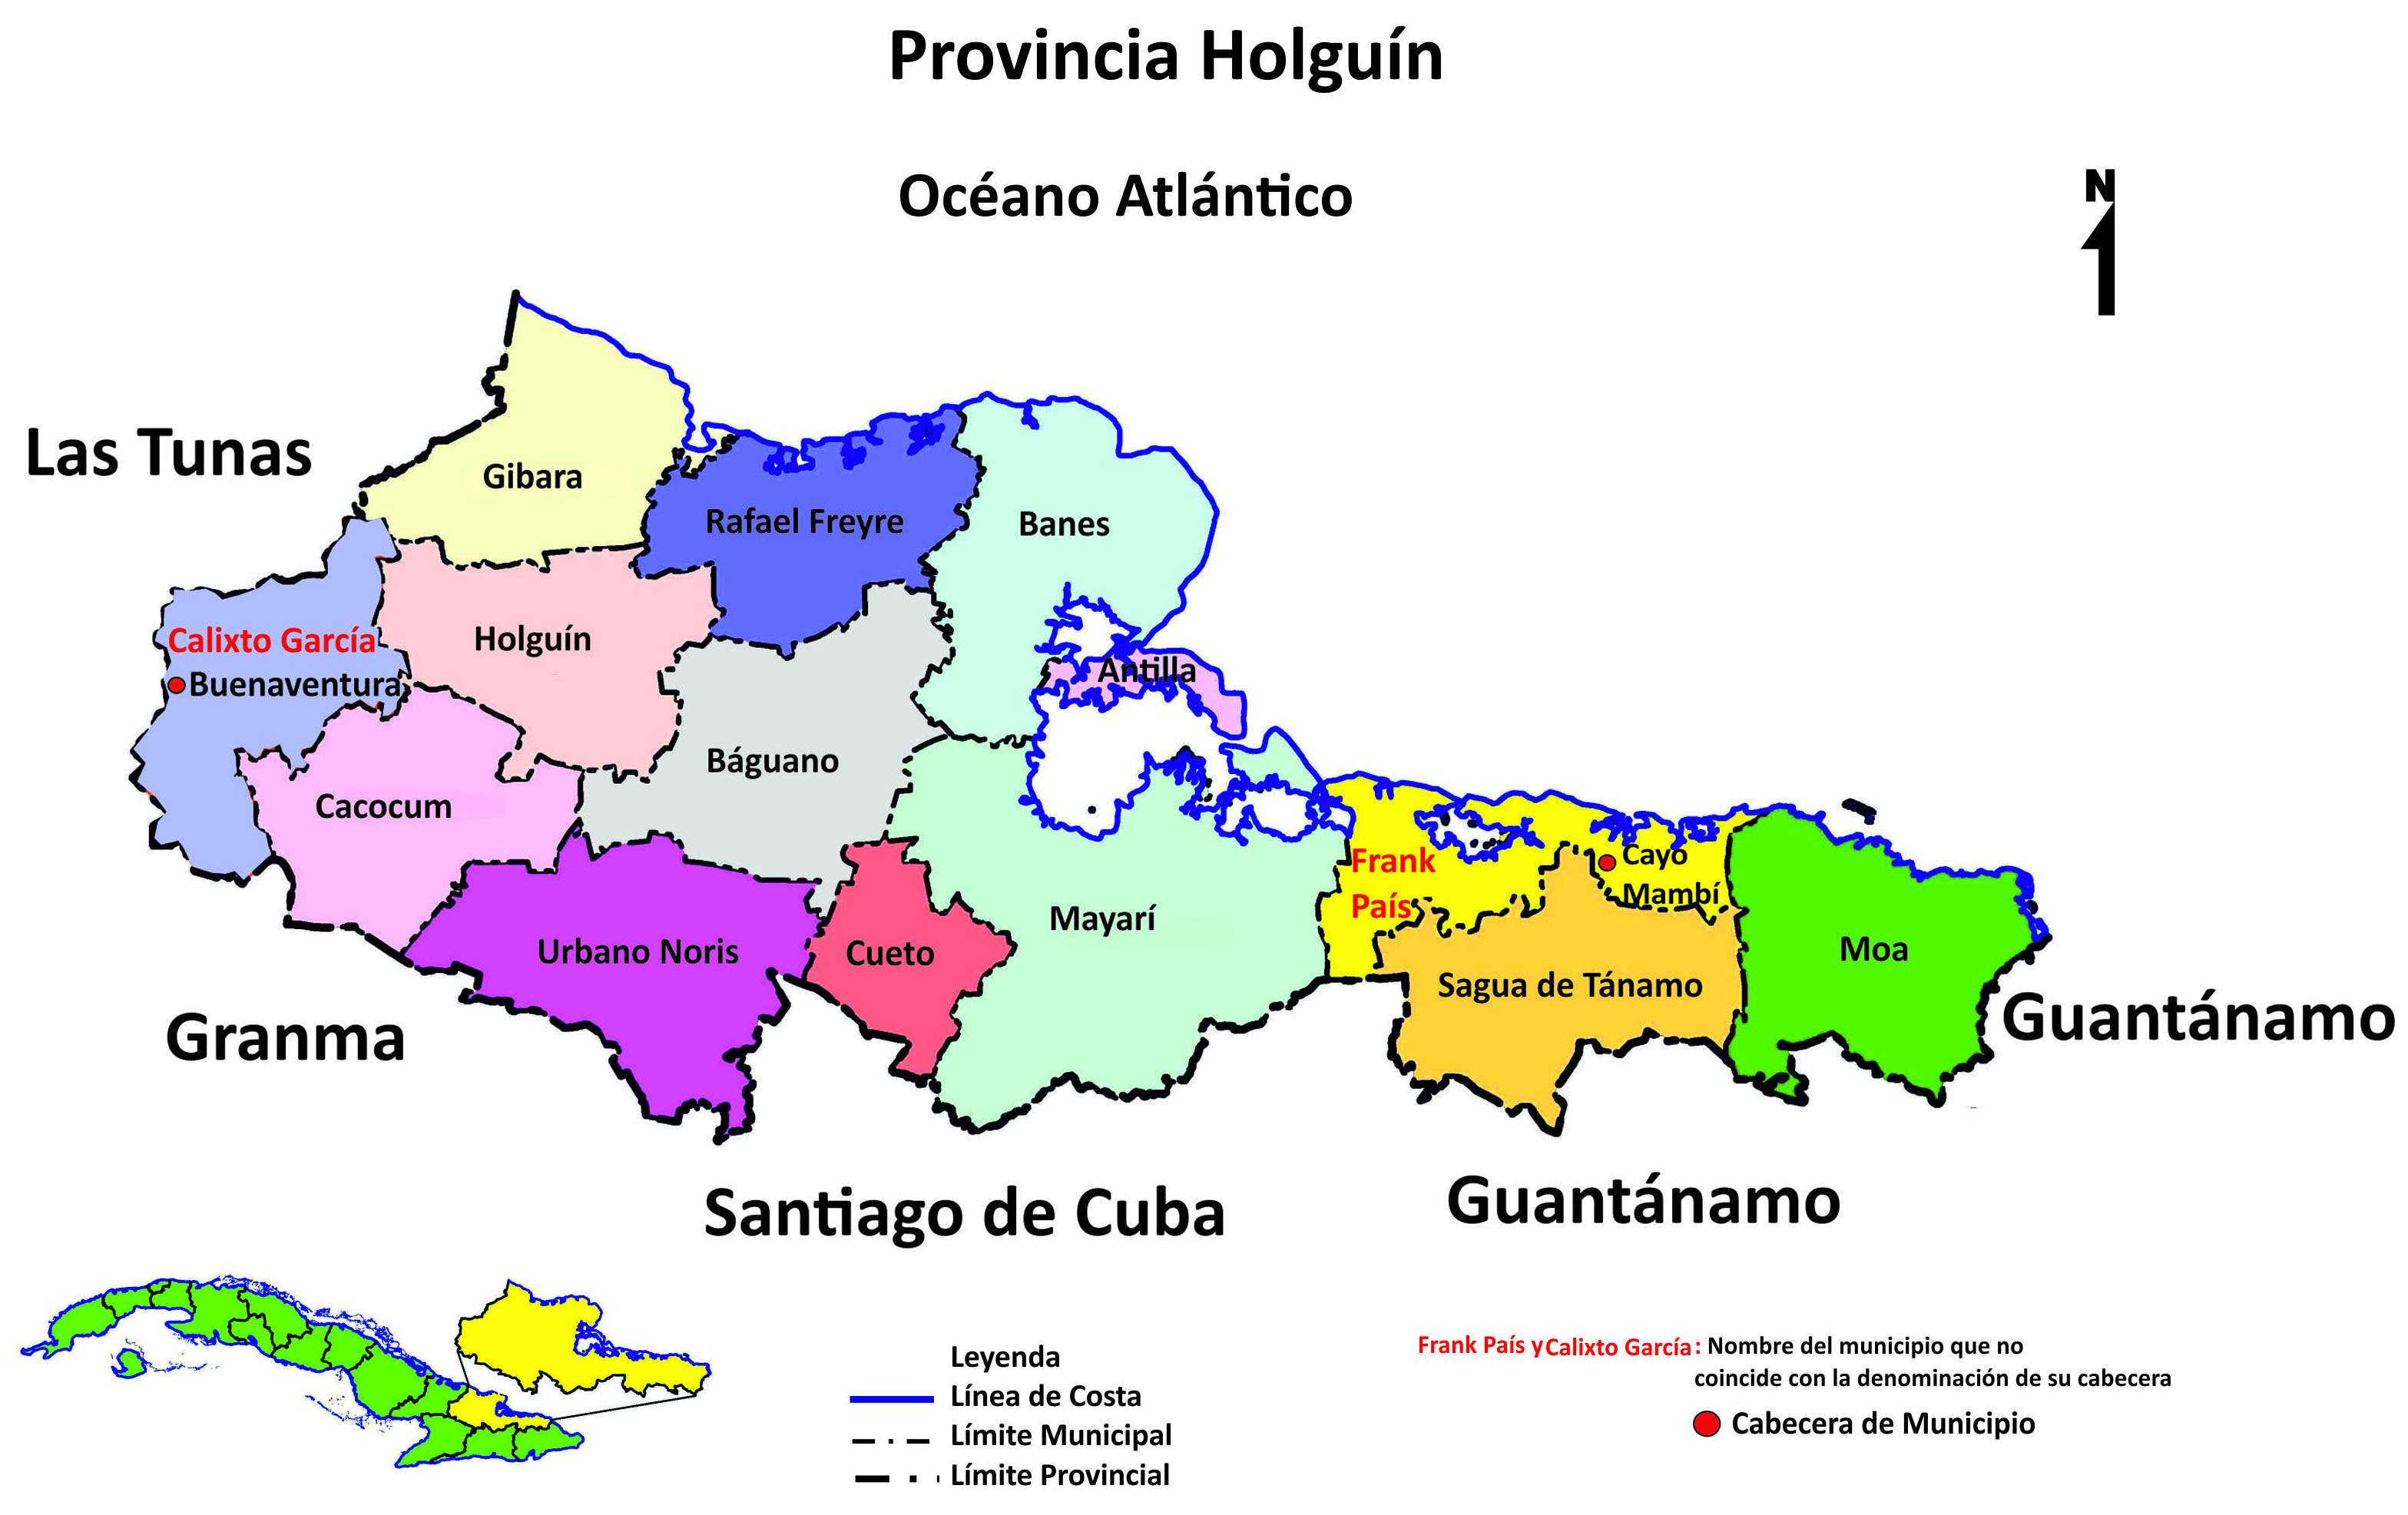 Provincia Holguín
Océano Atlántico
N
Las Tunas
Gibara
Rafael Freyre
Banes
Calixto García
Holguín
Antilla
Buenaventura
Báguano
Cacocum
Cayo
Mambí
Frank
País
Mayarí
Urbano Noris
Cueto
Sagua de Tánamo
Moa
Granma
Guantánamo
Santiago de Cuba
Guantánamo
Leyenda
Línea de Costa
Límite Municipal
Límite Provincial
Frank País y Calixto García: Nombre del municipio que no
coincide con la denominación de su cabecera
Cabecera de Municipio